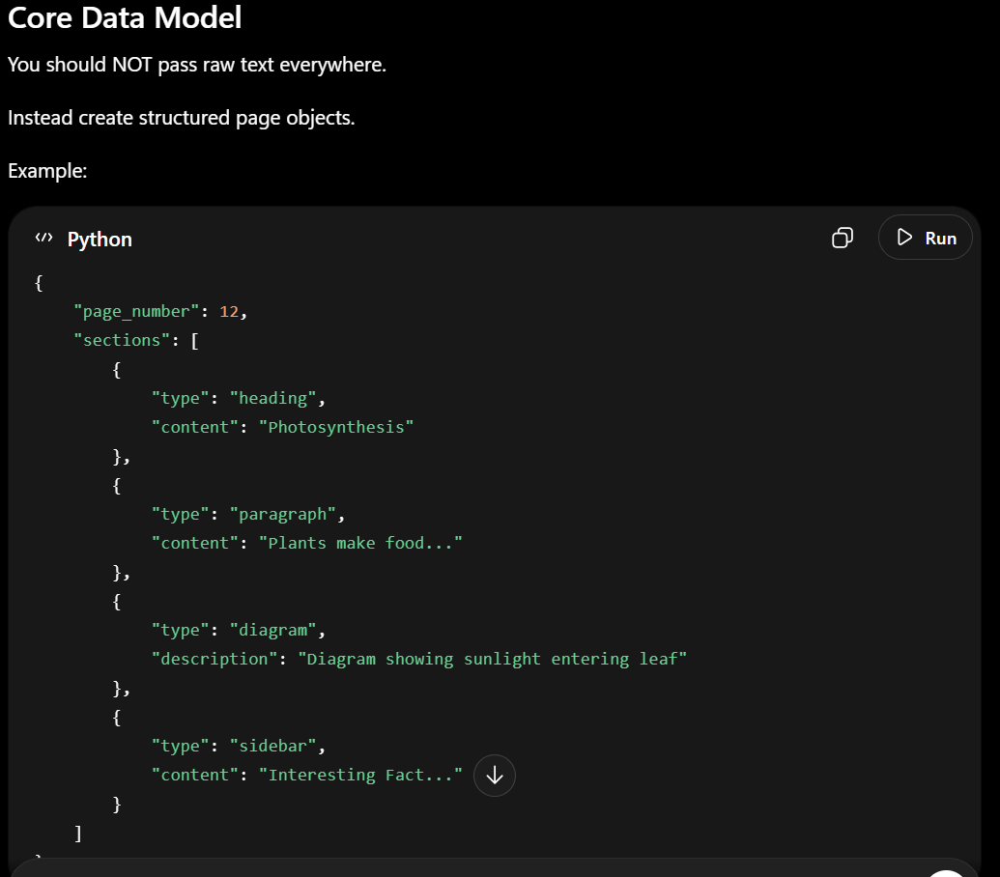 Core Data Model
You should NOT pass raw text everywhere.
Instead create structured page objects.
Example:
Python
Run
{
    "page_number": 12,
    "sections": [
        {
            "type": "heading",
            "content": "Photosynthesis"
        },
        {
            "type": "paragraph",
            "content": "Plants make food..."
        },
        {
            "type": "diagram",
            "description": "Diagram showing sunlight entering leaf"
        },
        {
            "type": "sidebar",
            "content": "Interesting Fact..."
        }
    ]